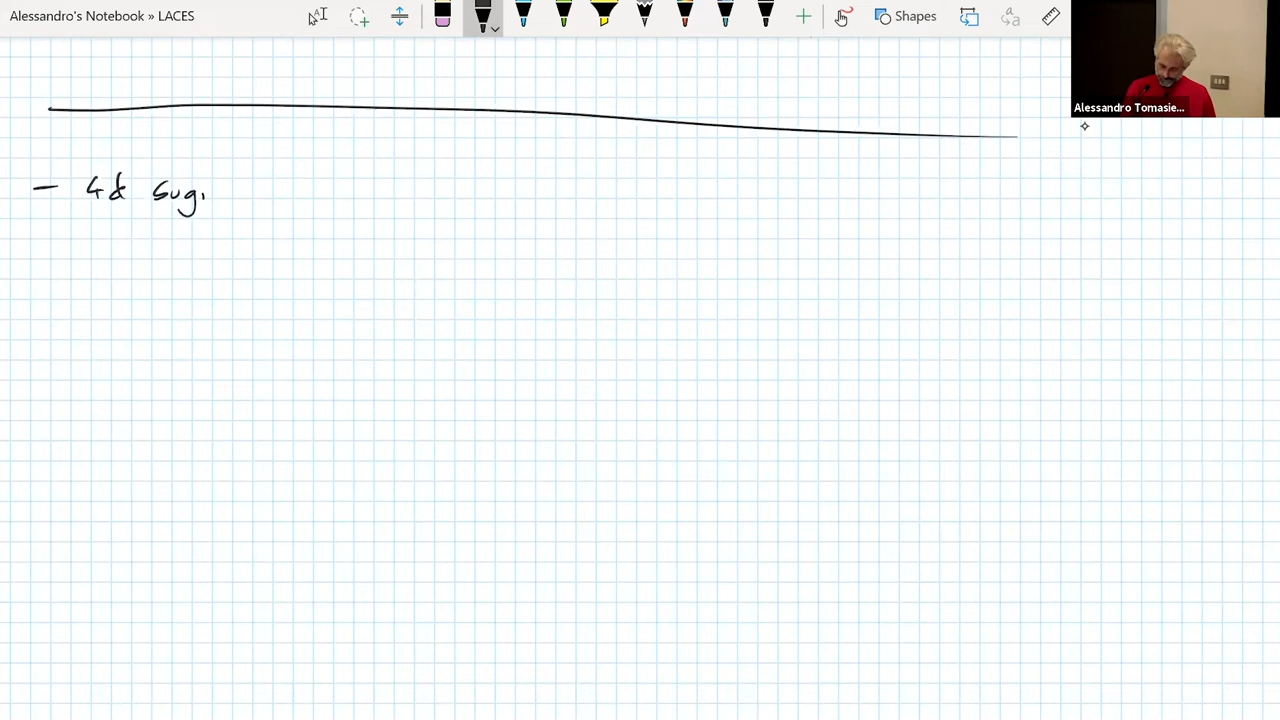 Alessandro's Notebook » LACES
Shapes
Alessandro Tomasie...
– 4d sug.